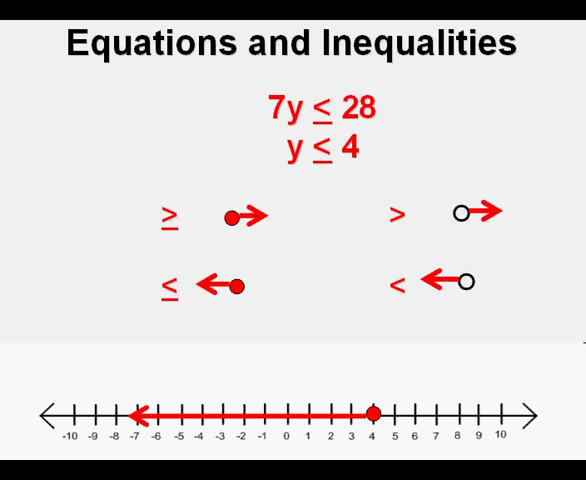 Equations and Inequalities
7y ≤ 28
y ≤ 4
≥ >
≤ <
-10 -9 -8 -7 -6 -5 -4 -3 -2 -1 0 1 2 3 4 5 6 7 8 9 10